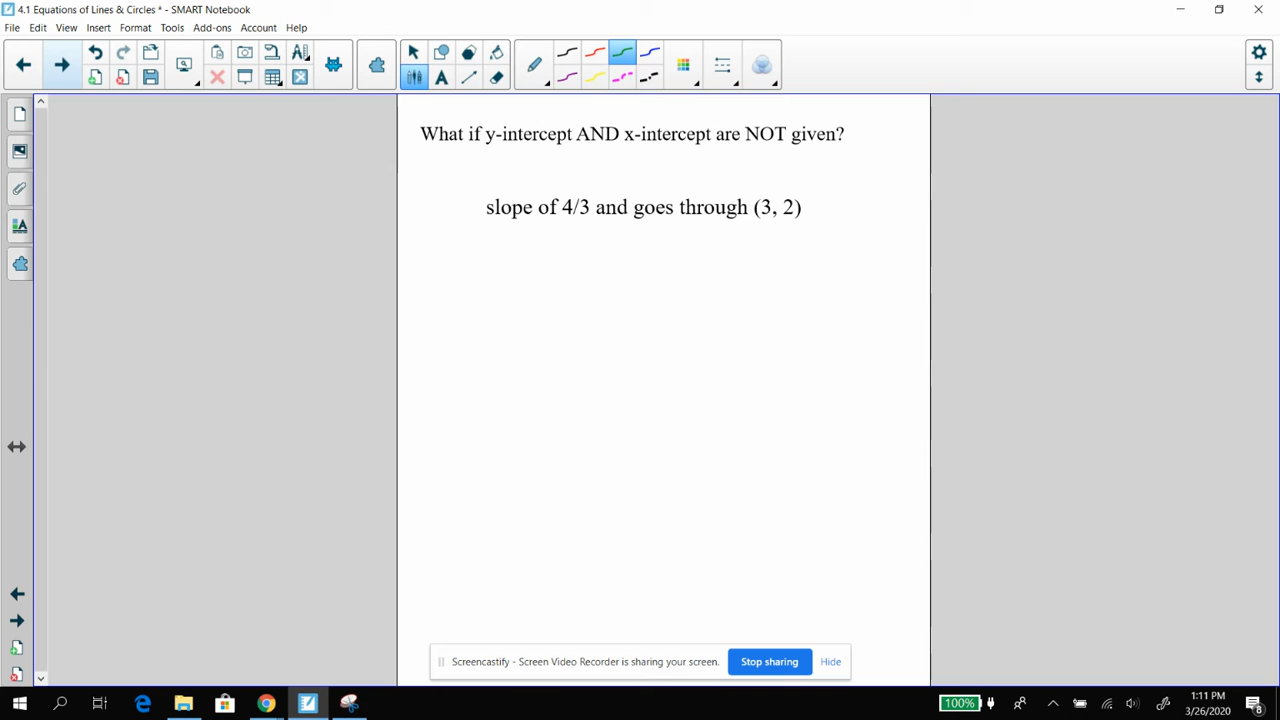 4.1 Equations of Lines & Circles * - SMART Notebook
File Edit View Insert Format Tools Add-ons Account Help
What if y-intercept AND x-intercept are NOT given?
slope of 4/3 and goes through (3, 2)
Screencastify - Screen Video Recorder is sharing your screen. Stop sharing Hide
100% 1:11 PM
3/26/2020 8